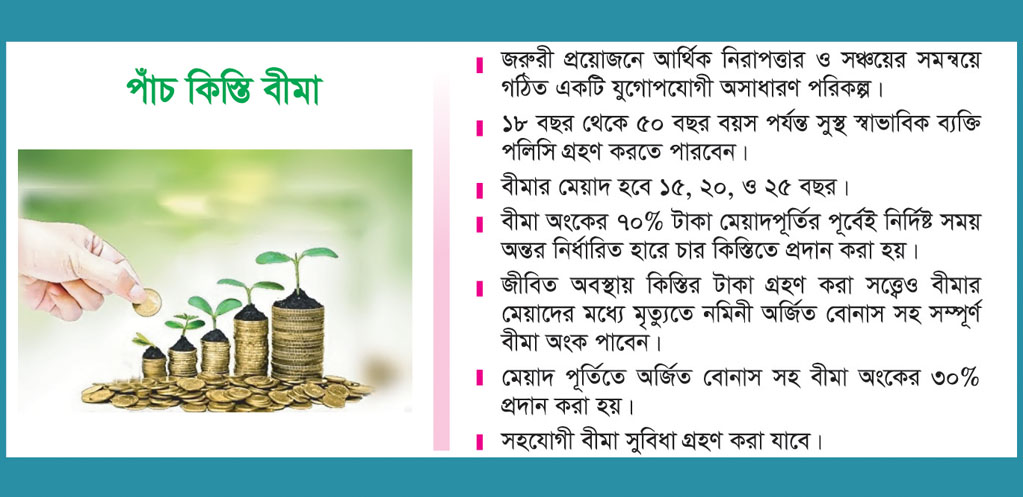 পাঁচ কিস্তি বীমা
জরুরী প্রয়োজনে আর্থিক নিরাপত্তার ও সঞ্চয়ের সমন্বয়ে
গঠিত একটি যুগোপযোগী অসাধারণ পরিকল্প।
১৮ বছর থেকে ৫০ বছর বয়স পর্যন্ত সুস্থ স্বাভাবিক ব্যক্তি
পলিসি গ্রহণ করতে পারবেন।
বীমার মেয়াদ হবে ১৫, ২০, ও ২৫ বছর।
বীমা অংকের ৭০% টাকা মেয়াদপূর্তির পূর্বেই নির্দিষ্ট সময়
অন্তর নির্ধারিত হারে চার কিস্তিতে প্রদান করা হয়।
জীবিত অবস্থায় কিস্তির টাকা গ্রহণ করা সত্ত্বেও বীমার
মেয়াদের মধ্যে মৃত্যুতে নমিনী অর্জিত বোনাস সহ সম্পূর্ণ
বীমা অংক পাবেন।
মেয়াদ পূর্তিতে অর্জিত বোনাস সহ বীমা অংকের ৩০%
প্রদান করা হয়।
সহযোগী বীমা সুবিধা গ্রহণ করা যাবে।